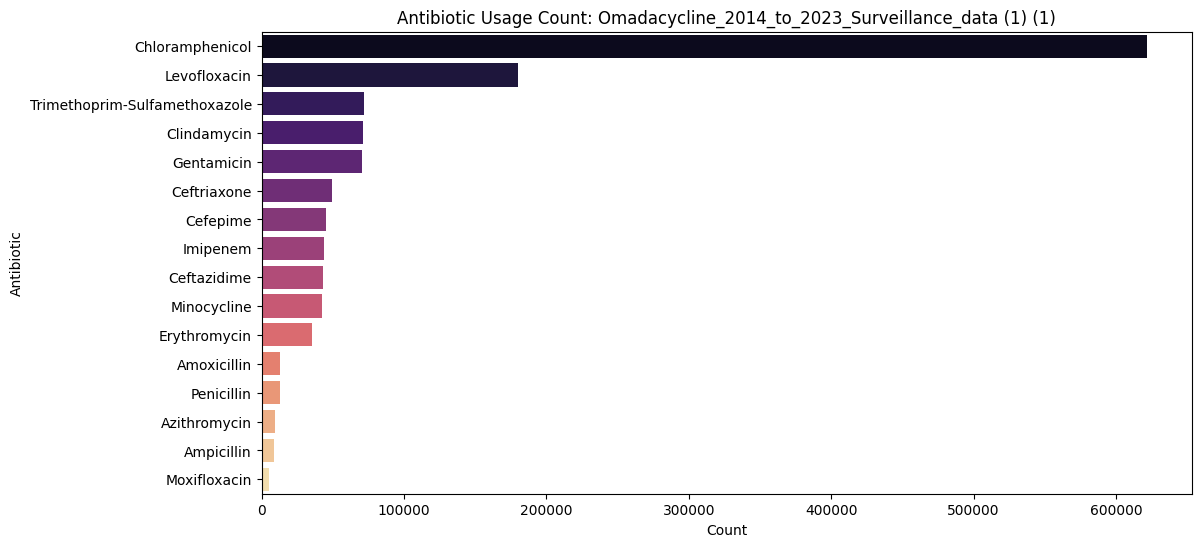 Antibiotic Usage Count: Omadacycline_2014_to_2023_Surveillance_data (1) (1)
Antibiotic
Chloramphenicol
Levofloxacin
Trimethoprim-Sulfamethoxazole
Clindamycin
Gentamicin
Ceftriaxone
Cefepime
Imipenem
Ceftazidime
Minocycline
Erythromycin
Amoxicillin
Penicillin
Azithromycin
Ampicillin
Moxifloxacin
0 100000 200000 300000 400000 500000 600000
Count